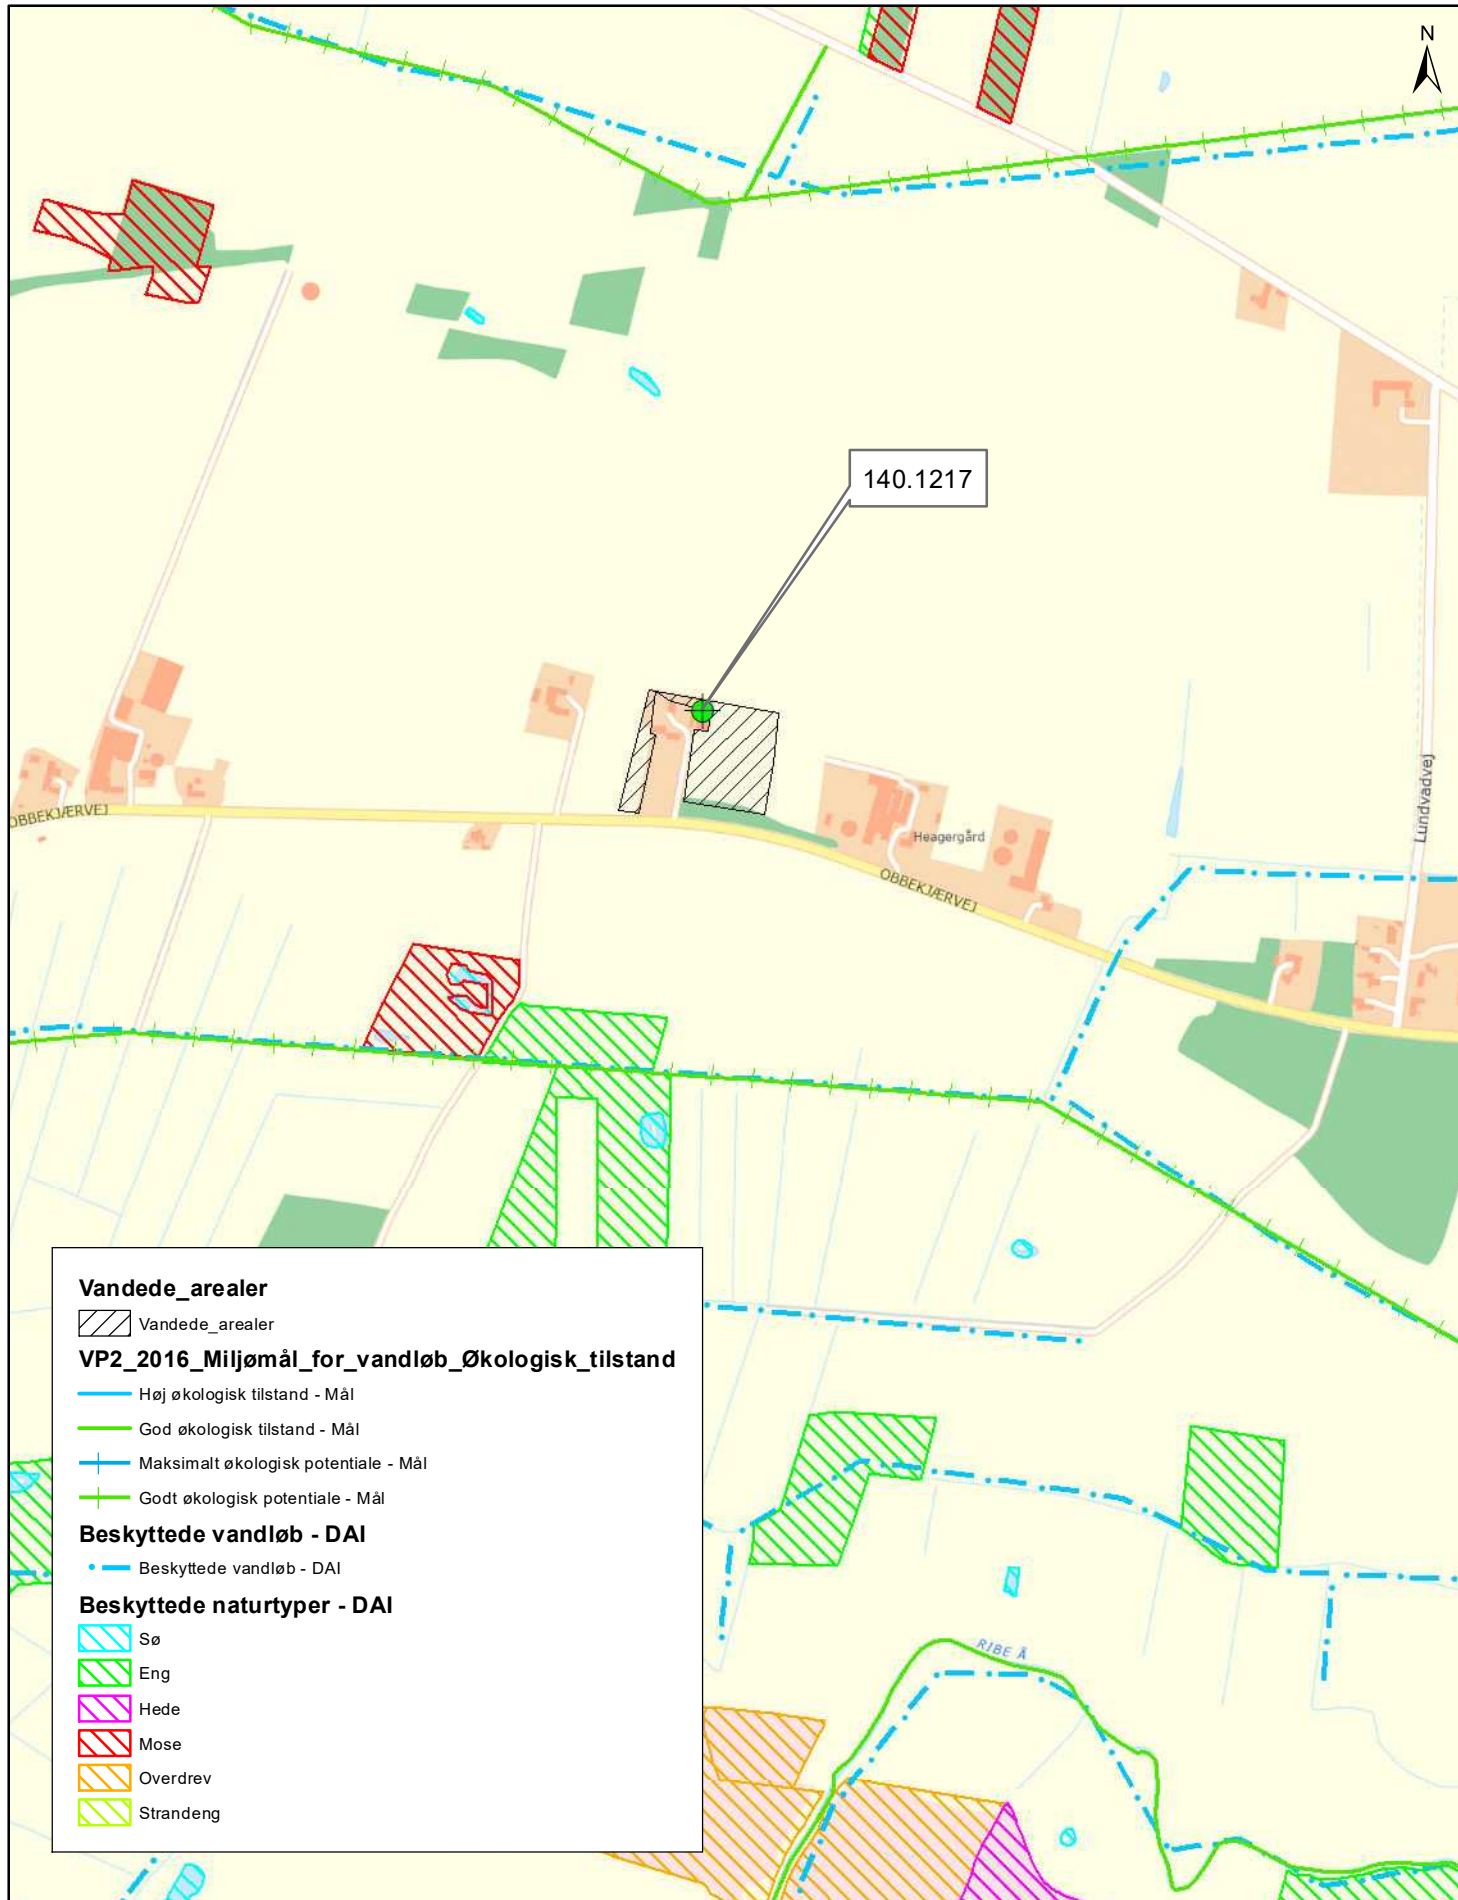 N
140.1217
Lundvadvej
OBBEKJÆRVEJ
Heagergård
OBBEKJÆRVEJ
Vandede_arealer
Vandede_arealer
VP2_2016_Miljømål_for_vandløb_Økologisk_tilstand
Høj økologisk tilstand - Mål
God økologisk tilstand - Mål
Maksimalt økologisk potentiale - Mål
Godt økologisk potentiale - Mål
Beskyttede vandløb - DAI
Beskyttede vandløb - DAI
Beskyttede naturtyper - DAI
Sø
Eng
Hede
Mose
Overdrev
Strandeng
RIBE Å